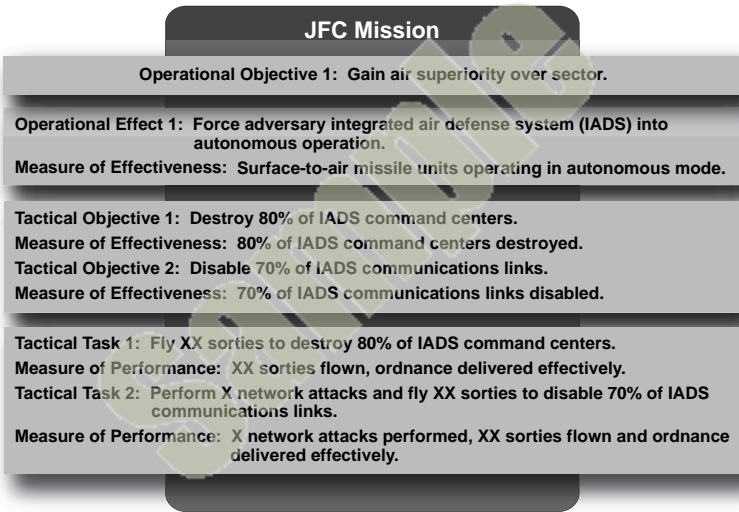 JFC Mission
Operational Objective 1: Gain air superiority over sector.
Operational Effect 1: Force adversary integrated air defense system (IADS) into
autonomous operation.
Measure of Effectiveness: Surface-to-air missile units operating in autonomous mode.
Tactical Objective 1: Destroy 80% of IADS command centers.
Measure of Effectiveness: 80% of IADS command centers destroyed.
Tactical Objective 2: Disable 70% of IADS communications links.
Measure of Effectiveness: 70% of IADS communications links disabled.
Tactical Task 1: Fly XX sorties to destroy 80% of IADS command centers.
Measure of Performance: XX sorties flown, ordnance delivered effectively.
Tactical Task 2: Perform X network attacks and fly XX sorties to disable 70% of IADS
communications links.
Measure of Performance: X network attacks performed, XX sorties flown and ordnance
delivered effectively.
Sample